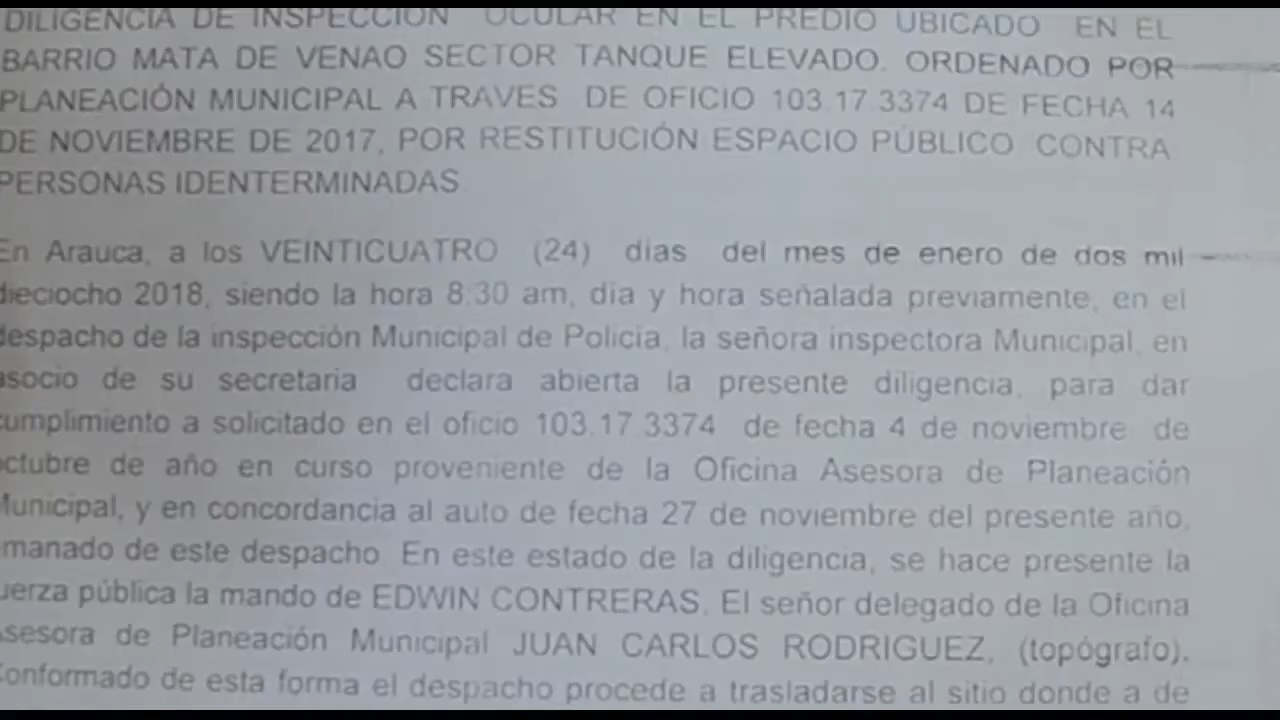 DILIGENCIA DE INSPECCIÓN OCULAR EN EL PREDIO UBICADO EN EL
BARRIO MATA DE VENAO SECTOR TANQUE ELEVADO. ORDENADO POR
PLANEACIÓN MUNICIPAL A TRAVES DE OFICIO 103.17.3374 DE FECHA 14
DE NOVIEMBRE DE 2017, POR RESTITUCIÓN ESPACIO PÚBLICO CONTRA
PERSONAS IDENTERMINADAS
En Arauca, a los VEINTICUATRO (24) dias del mes de enero de dos mil
dieciocho 2018, siendo la hora 8:30 am, dia y hora señalada previamente, en el
despacho de la inspección Municipal de Policia, la señora inspectora Municipal, en
asocio de su secretaria declara abierta la presente diligencia, para dar
cumplimiento a solicitado en el oficio 103.17.3374 de fecha 4 de noviembre de
octubre de año en curso proveniente de la Oficina Asesora de Planeación
Municipal, y en concordancia al auto de fecha 27 de noviembre del presente año,
manado de este despacho En este estado de la diligencia, se hace presente la
uerza pública la mando de EDWIN CONTRERAS. El señor delegado de la Oficina
Asesora de Planeación Municipal JUAN CARLOS RODRIGUEZ, (topógrafo).
Conformado de esta forma el despacho procede a trasladarse al sitio donde a de